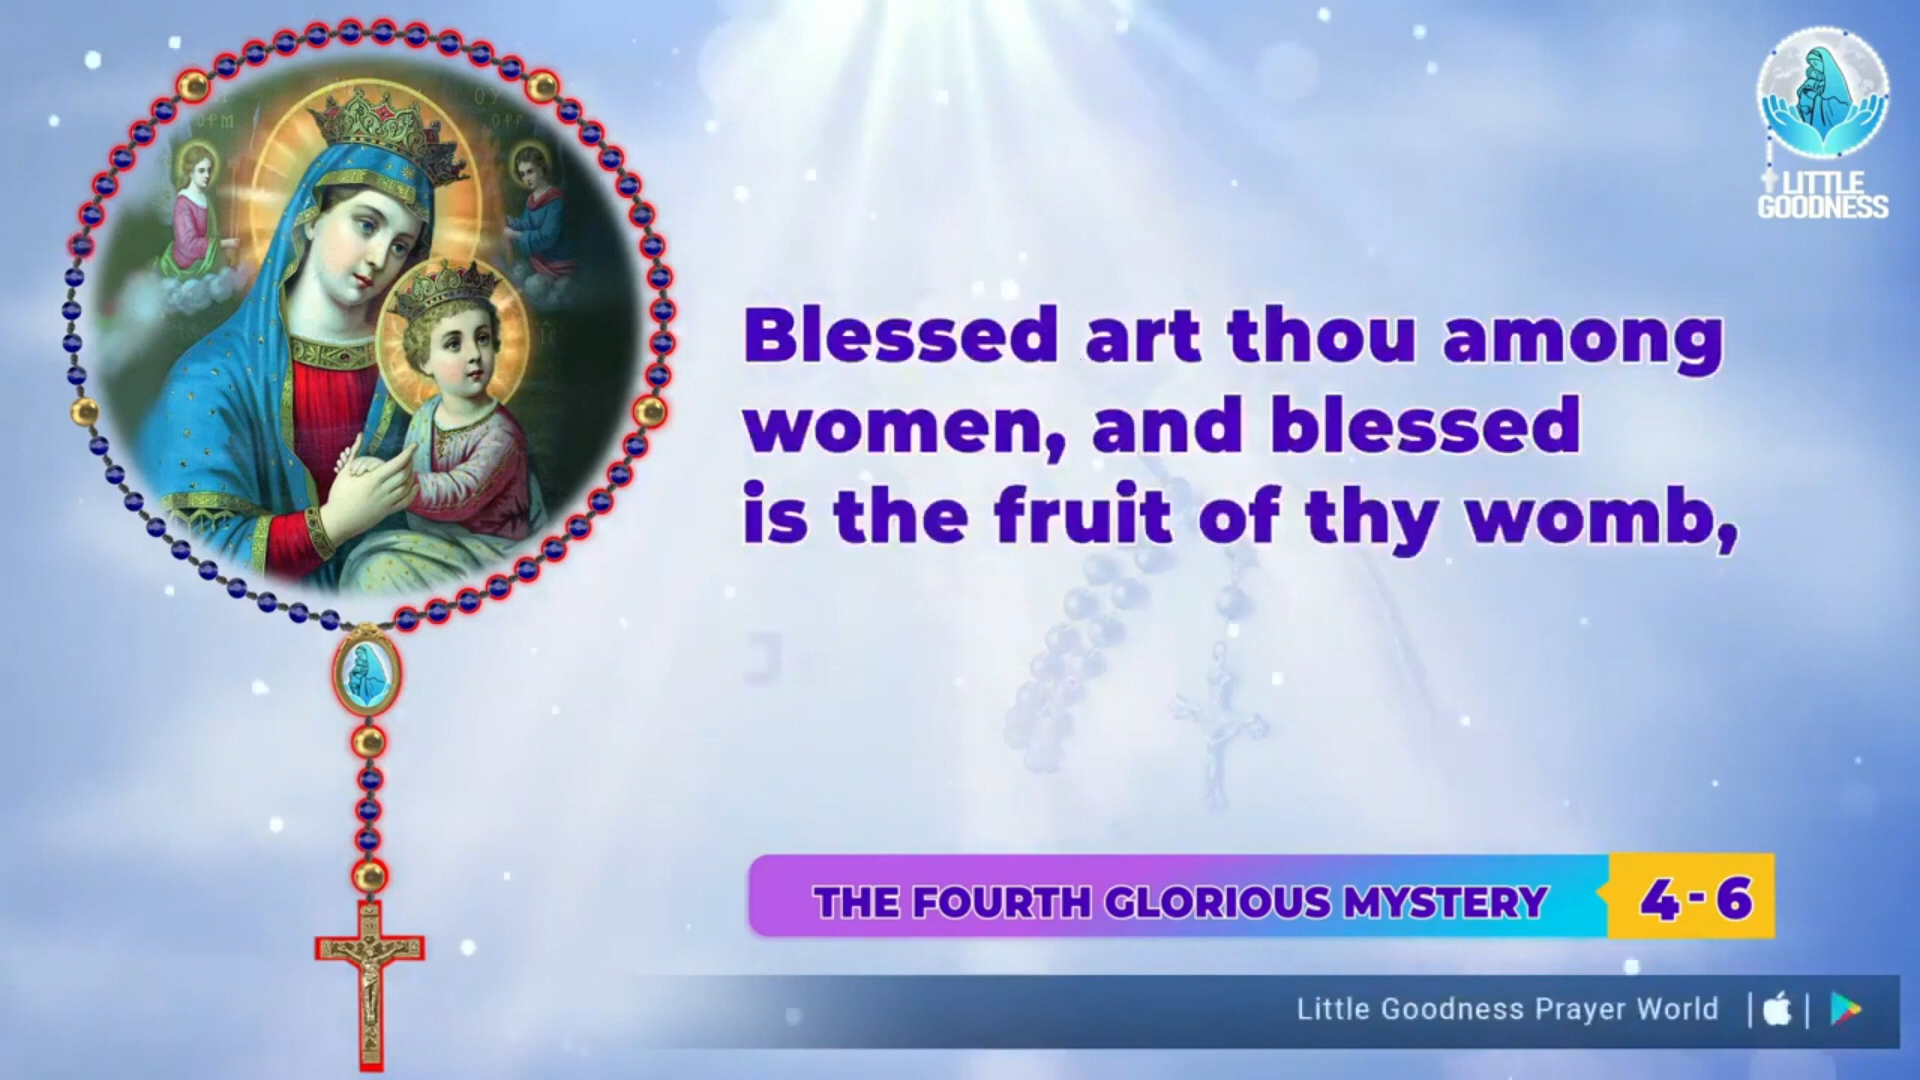 LITTLE
GOODNESS
Blessed art thou among
women, and blessed
is the fruit of thy womb,
J
THE FOURTH GLORIOUS MYSTERY
4-6
Little Goodness Prayer World